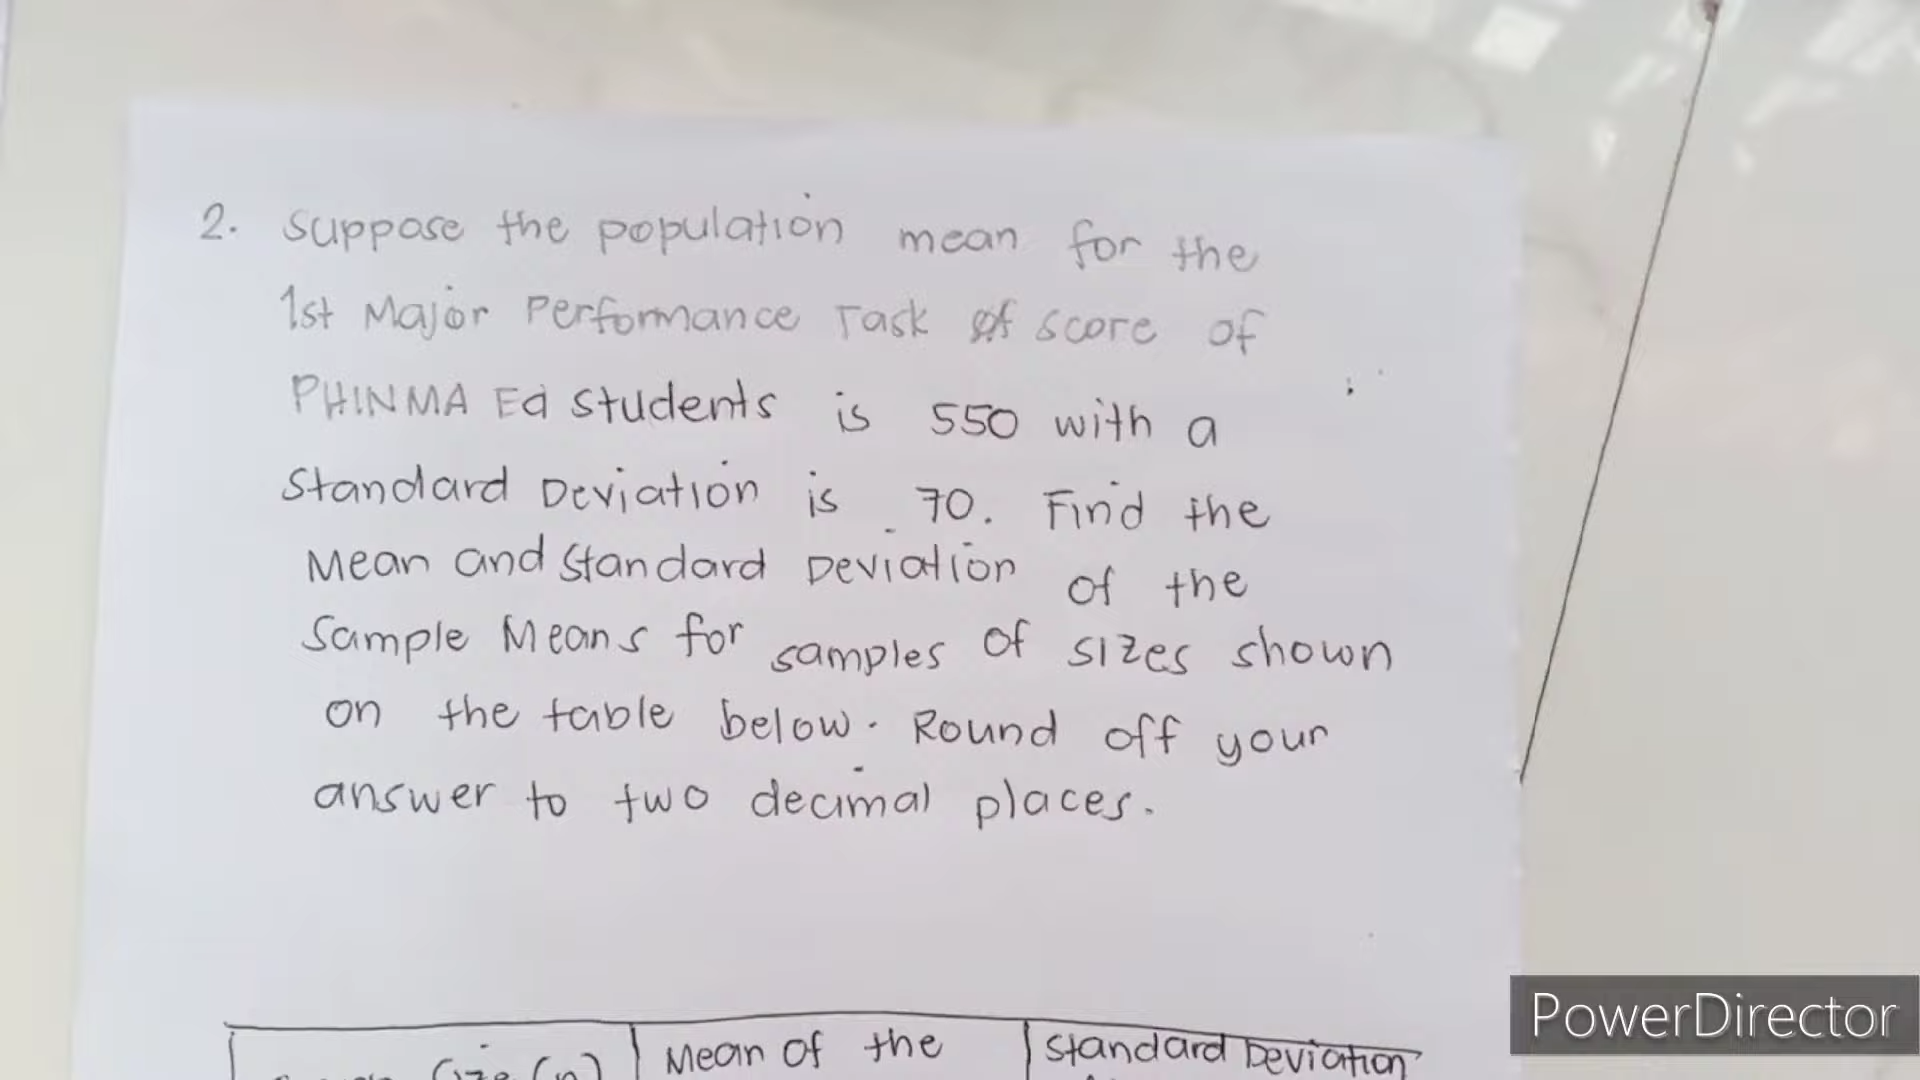 2. Suppose the population mean for the
1st Major Performance Task of score of
PHINMA Ed students is 550 with a
Standard Deviation is 70. Find the
Mean and Standard Deviation of the
Sample Means for samples of sizes shown
on the table below. Round off your
answer to two decimal places.
Size (n) Mean of the Standard Deviation
PowerDirector